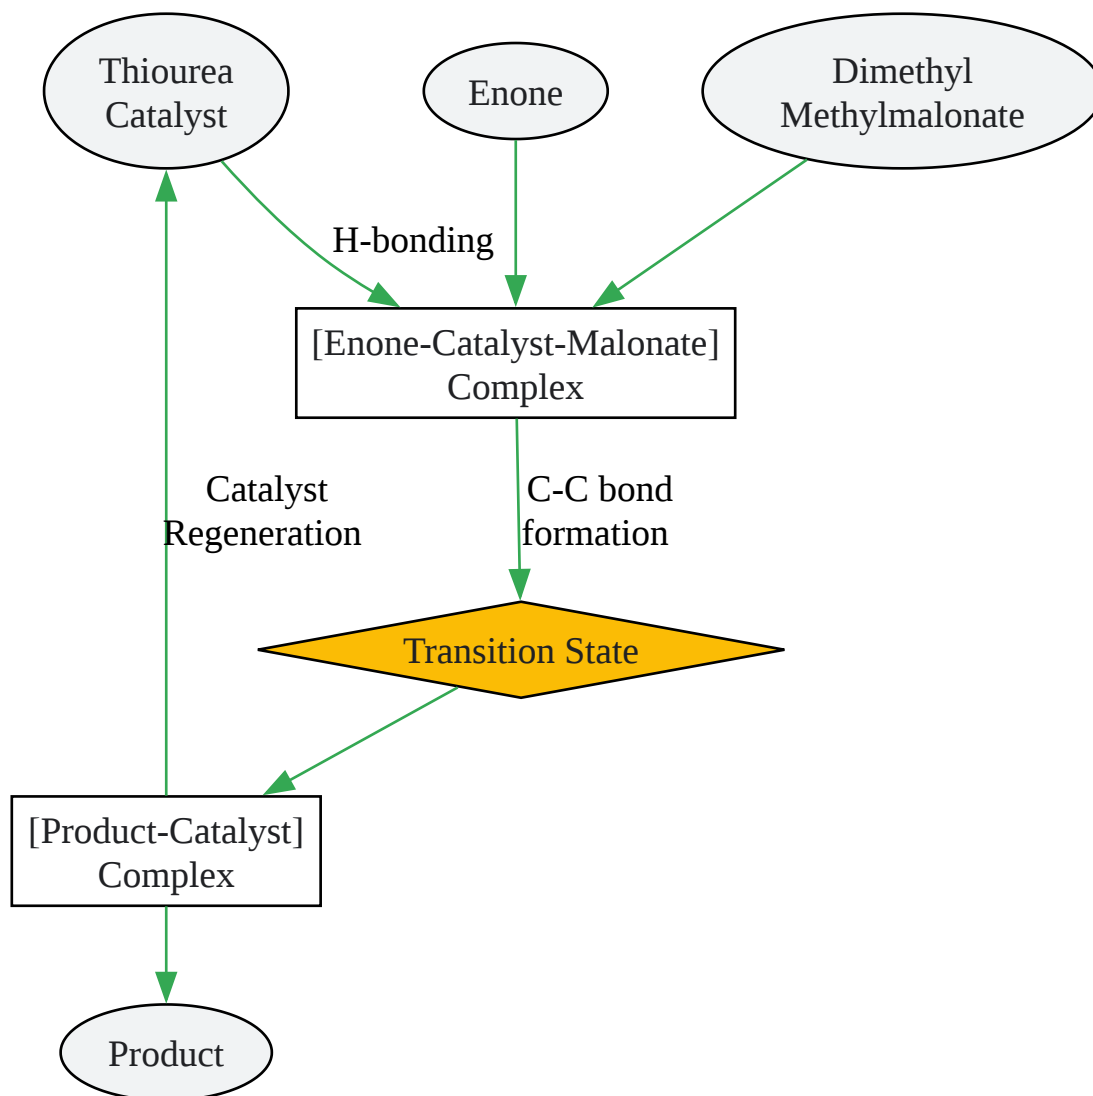 Thiourea
Catalyst
Enone
Dimethyl
Methylmalonate
H-bonding
[Enone-Catalyst-Malonate]
Complex
Catalyst
Regeneration
C-C bond
formation
Transition State
[Product-Catalyst]
Complex
Product